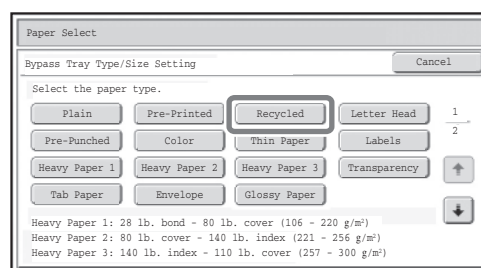 Paper Select
Bypass Tray Type/Size Setting Cancel
Select the paper type.
Plain Pre-Printed Recycled Letter Head 1
Pre-Punched Color Thin Paper Labels 2
Heavy Paper 1 Heavy Paper 2 Heavy Paper 3 Transparency
Tab Paper Envelope Glossy Paper
Heavy Paper 1: 28 lb. bond - 80 lb. cover (106 - 220 g/m²)
Heavy Paper 2: 80 lb. cover - 140 lb. index (221 - 256 g/m²)
Heavy Paper 3: 140 lb. index - 110 lb. cover (257 - 300 g/m²)